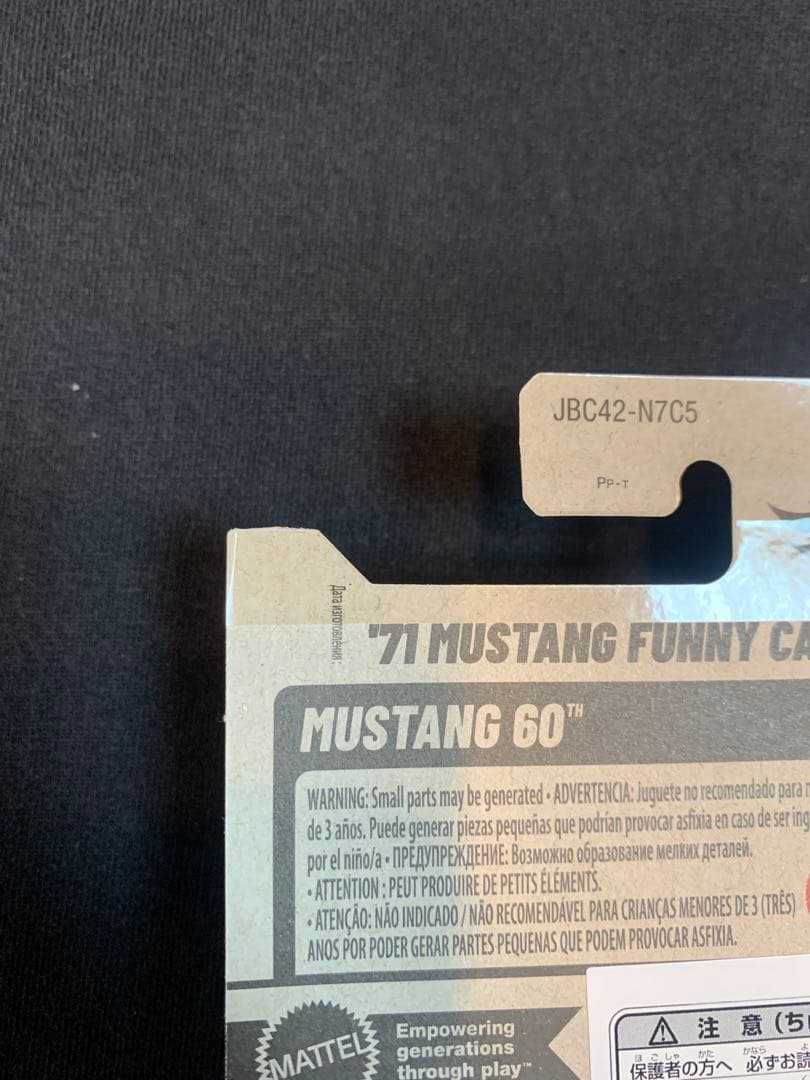 JBC42-N7C5
PP-T
Дата изготовления:
'71 MUSTANG FUNNY
MUSTANG 60TH
WARNING: Small parts may be generated • ADVERTENCIA: Juguete no recomendado para
de 3 años. Puede generar piezas pequeñas que podrían provocar asfixia en caso de ser
por el niño/a • ПРЕДУПРЕЖДЕНИЕ: Возможно образование мелких деталей.
• ATTENTION : PEUT PRODUIRE DE PETITS ÉLÉMENTS.
• ATENÇÃO: NÃO INDICADO / NÃO RECOMENDÁVEL PARA CRIANÇAS MENORES DE 3 (TRÊS)
ANOS POR PODER GERAR PARTES PEQUENAS QUE PODEM PROVOCAR ASFIXIA.
MATTEL
Empowering
generations
through play™
注 意
保護者の方へ 必ずお読